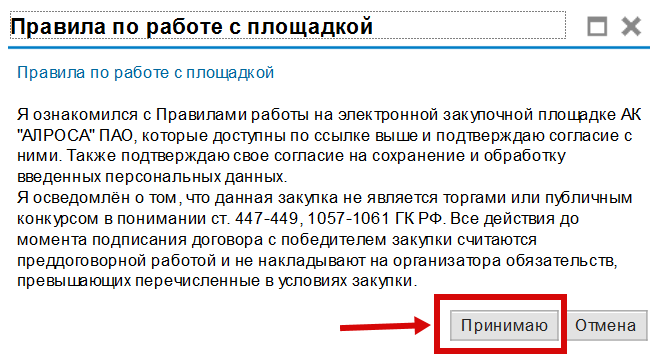 Правила по работе с площадкой
Правила по работе с площадкой
Я ознакомился с Правилами работы на электронной закупочной площадке АК
"АЛРОСА" ПАО, которые доступны по ссылке выше и подтверждаю согласие с
ними. Также подтверждаю свое согласие на сохранение и обработку
введенных персональных данных.
Я осведомлён о том, что данная закупка не является торгами или публичным
конкурсом в понимании ст. 447-449, 1057-1061 ГК РФ. Все действия до
момента подписания договора с победителем закупки считаются
преддоговорной работой и не накладывают на организатора обязательств,
превышающих перечисленные в условиях закупки.
Принимаю Отмена